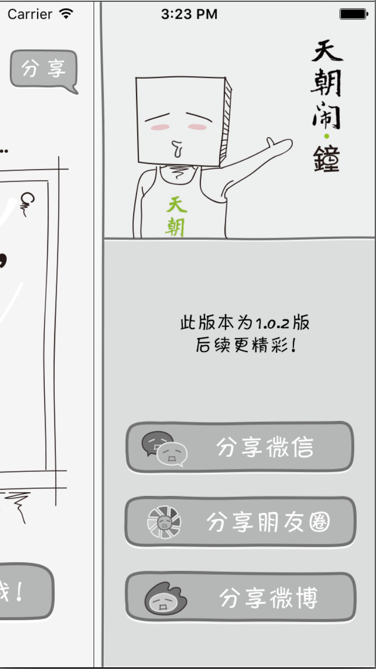 Carrier
3:23 PM
分享
天朝闹·鐘
天朝
此版本为1.0.2版
后续更精彩!
分享微信
分享朋友圈
分享微博
!